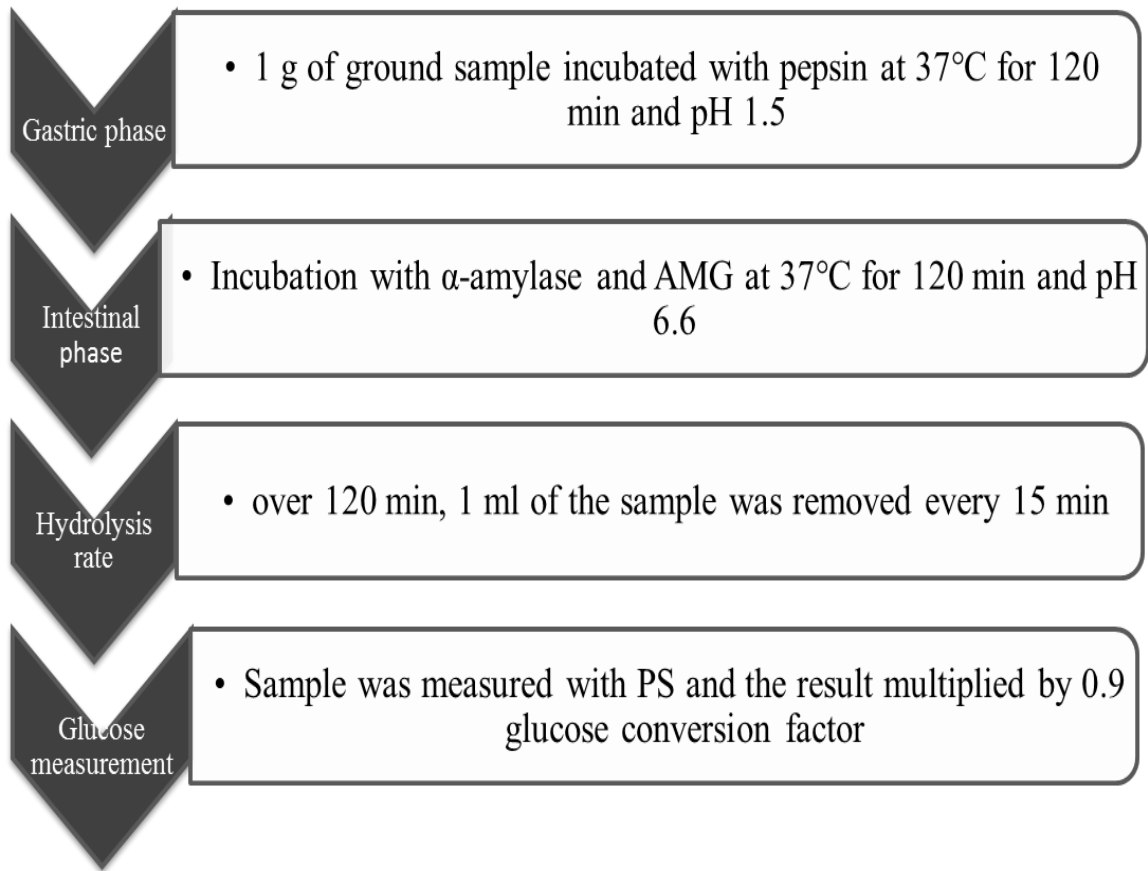 Gastric phase
• 1 g of ground sample incubated with pepsin at 37°C for 120
min and pH 1.5
Intestinal
phase
• Incubation with α-amylase and AMG at 37°C for 120 min and pH
6.6
Hydrolysis
rate
• over 120 min, 1 ml of the sample was removed every 15 min
Glucose
measurement
• Sample was measured with PS and the result multiplied by 0.9
glucose conversion factor